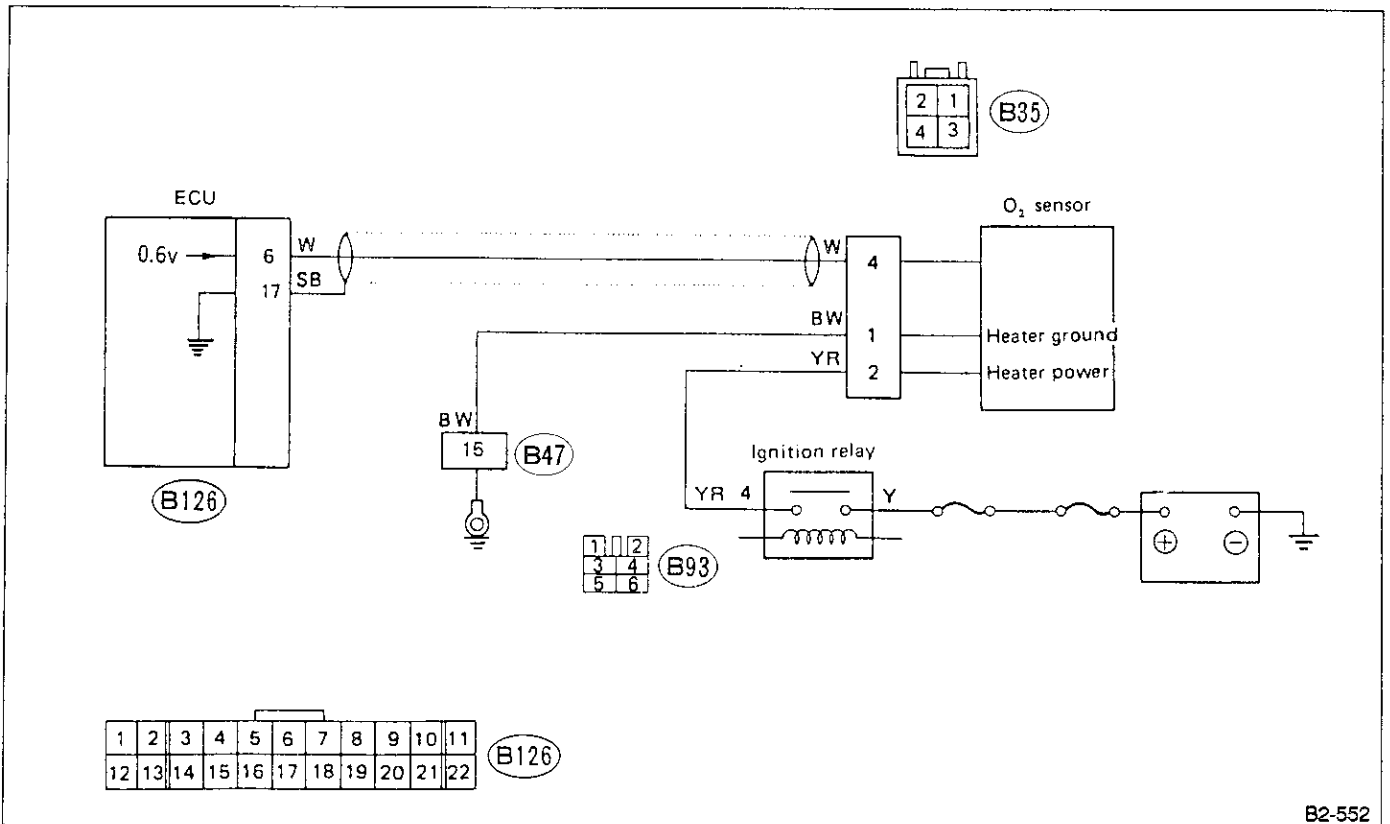 2 1
4 3
B35
ECU
O₂ sensor
0.6v
6
W
W
4
17
SB
BW
1
Heater ground
YR
2
Heater power
BW
15
B47
Ignition relay
YR 4
Y
B126
1 2
3 4
5 6
B93
+ −
1 2 3 4 5 6 7 8 9 10 11
12 13 14 15 16 17 18 19 20 21 22
B126
B2-552